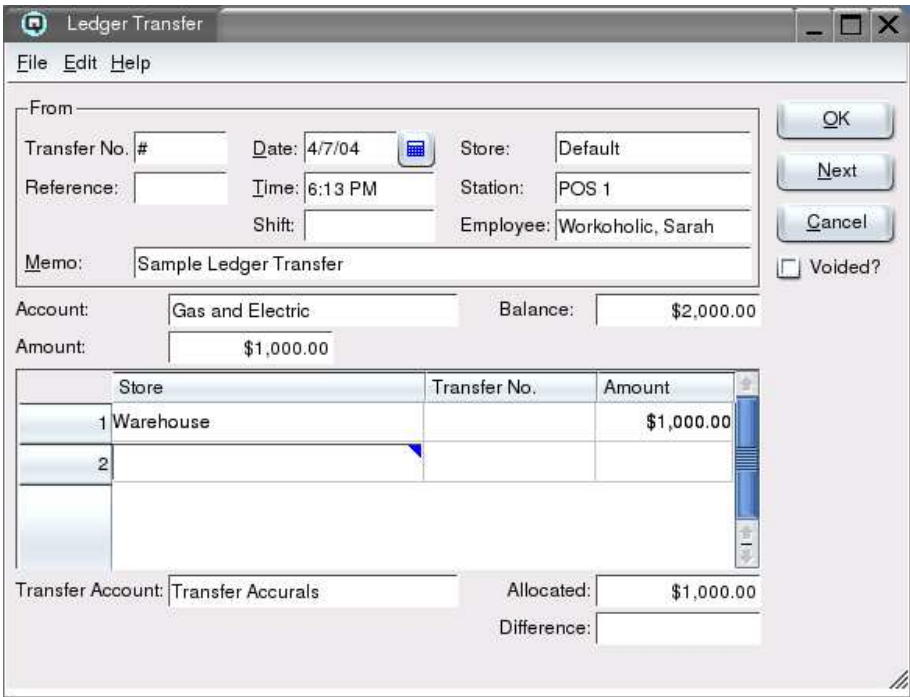 Ledger Transfer
File Edit Help
From
Transfer No. # Date: 4/7/04 Store: Default
Reference: Time: 6:13 PM Station: POS 1
Shift: Employee: Workoholic, Sarah
Memo: Sample Ledger Transfer
OK
Next
Cancel
Voided?
Account: Gas and Electric Balance: $2,000.00
Amount: $1,000.00
Store Transfer No. Amount
1 Warehouse $1,000.00
2
Transfer Account: Transfer Accurals Allocated: $1,000.00
Difference: